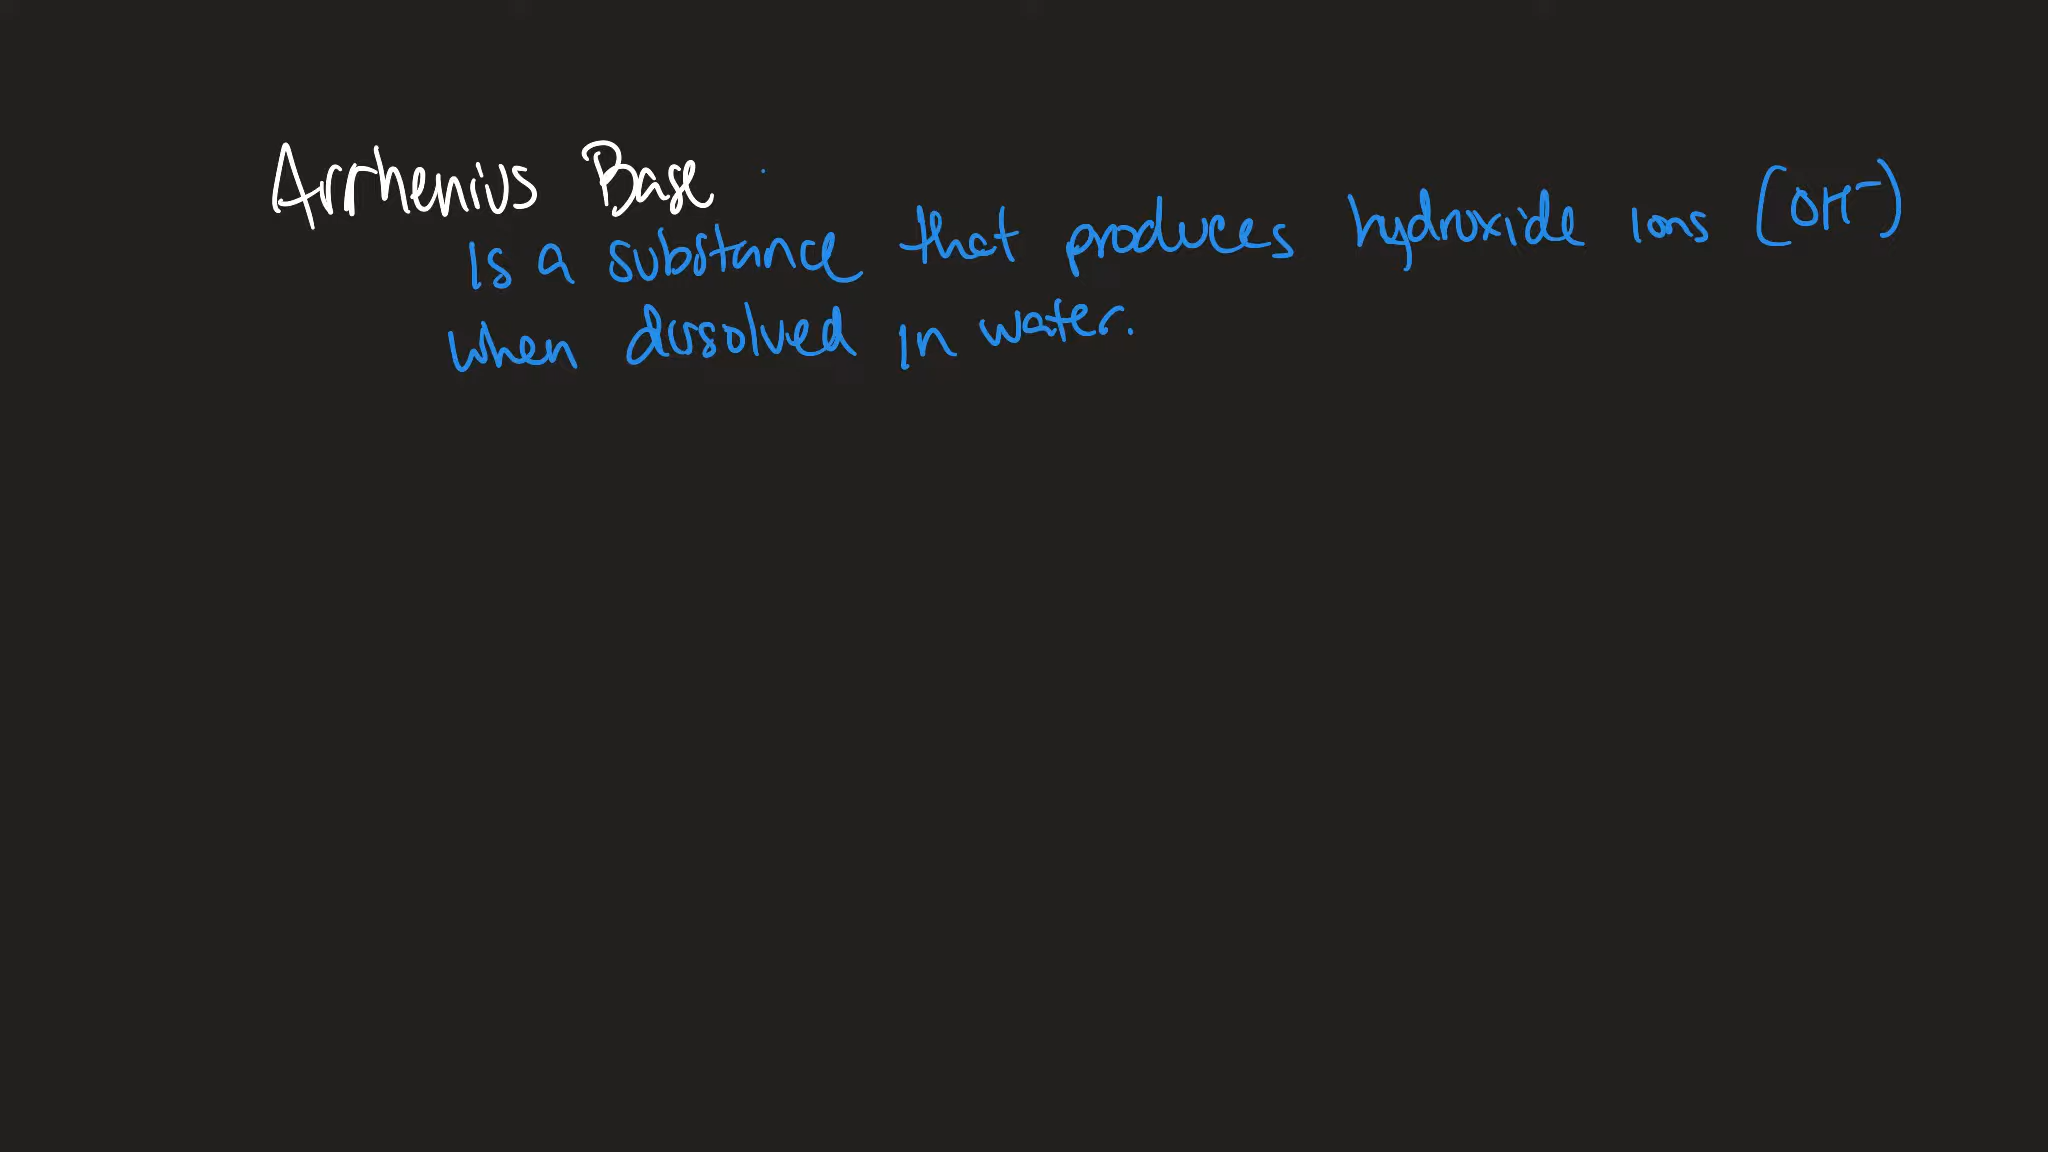 Arrhenius Base
is a substance that produces hydroxide ions (OH⁻)
when dissolved in water.